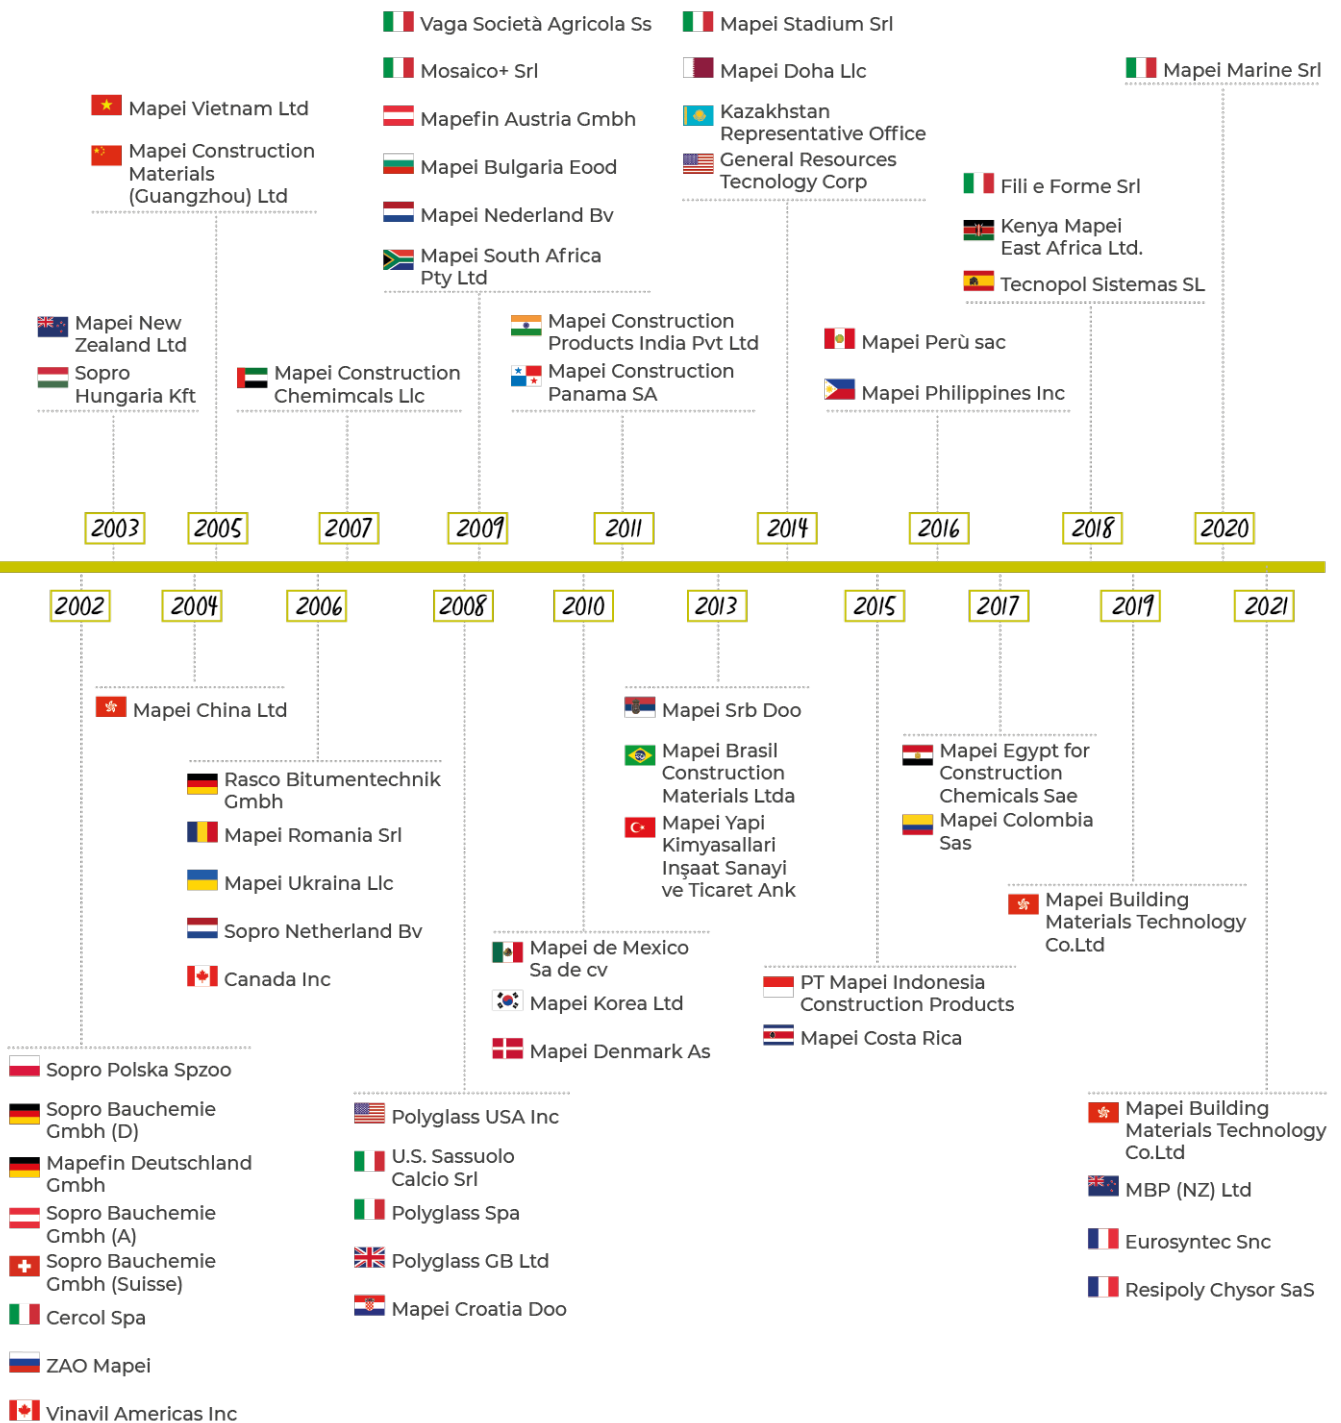 Vaga Società Agricola Ss
Mosaico+ Srl
Mapefin Austria Gmbh
Mapei Bulgaria Eood
Mapei Nederland Bv
Mapei South Africa
Pty Ltd
Mapei Stadium Srl
Mapei Doha Llc
Kazakhstan
Representative Office
General Resources
Tecnology Corp
Mapei Marine Srl
Mapei Vietnam Ltd
Mapei Construction
Materials
(Guangzhou) Ltd
Fili e Forme Srl
Kenya Mapei
East Africa Ltd.
Tecnopol Sistemas SL
Mapei New
Zealand Ltd
Sopro
Hungaria Kft
Mapei Construction
Chemimcals Llc
Mapei Construction
Products India Pvt Ltd
Mapei Construction
Panama SA
Mapei Perù sac
Mapei Philippines Inc
2003
2005
2007
2009
2011
2014
2016
2018
2020
2002
2004
2006
2008
2010
2013
2015
2017
2019
2021
Mapei China Ltd
Rasco Bitumentechnik
Gmbh
Mapei Romania Srl
Mapei Ukraina Llc
Sopro Netherland Bv
Canada Inc
Mapei Srb Doo
Mapei Brasil
Construction
Materials Ltda
Mapei Yapi
Kimyasallari
Inşaat Sanayi
ve Ticaret Ank
Mapei Egypt for
Construction
Chemicals Sae
Mapei Colombia
Sas
Mapei Building
Materials Technology
Co.Ltd
Mapei de Mexico
Sa de cv
Mapei Korea Ltd
Mapei Denmark As
PT Mapei Indonesia
Construction Products
Mapei Costa Rica
Sopro Polska Spzoo
Sopro Bauchemie
Gmbh (D)
Mapefin Deutschland
Gmbh
Sopro Bauchemie
Gmbh (A)
Sopro Bauchemie
Gmbh (Suisse)
Cercol Spa
ZAO Mapei
Vinavil Americas Inc
Polyglass USA Inc
U.S. Sassuolo
Calcio Srl
Polyglass Spa
Polyglass GB Ltd
Mapei Croatia Doo
Mapei Building
Materials Technology
Co.Ltd
MBP (NZ) Ltd
Eurosyntec Snc
Resipoly Chysor SaS